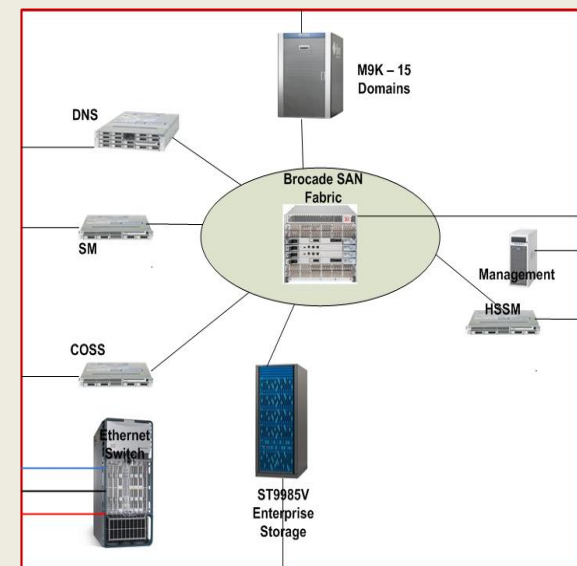 M9K – 15
Domains
DNS
Brocade SAN
Fabric
SM
Management
HSSM
COSS
Ethernet
Switch
ST9985V
Enterprise
Storage